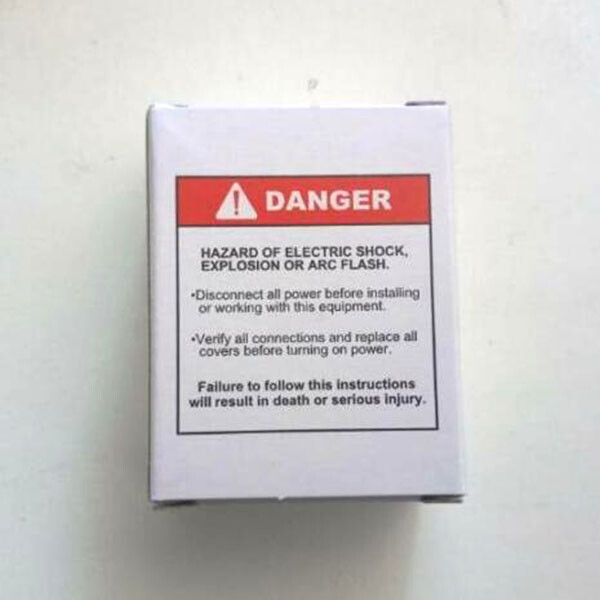 DANGER
HAZARD OF ELECTRIC SHOCK,
EXPLOSION OR ARC FLASH.
•Disconnect all power before installing
or working with this equipment.
•Verify all connections and replace all
covers before turning on power.
Failure to follow this instructions
will result in death or serious injury.